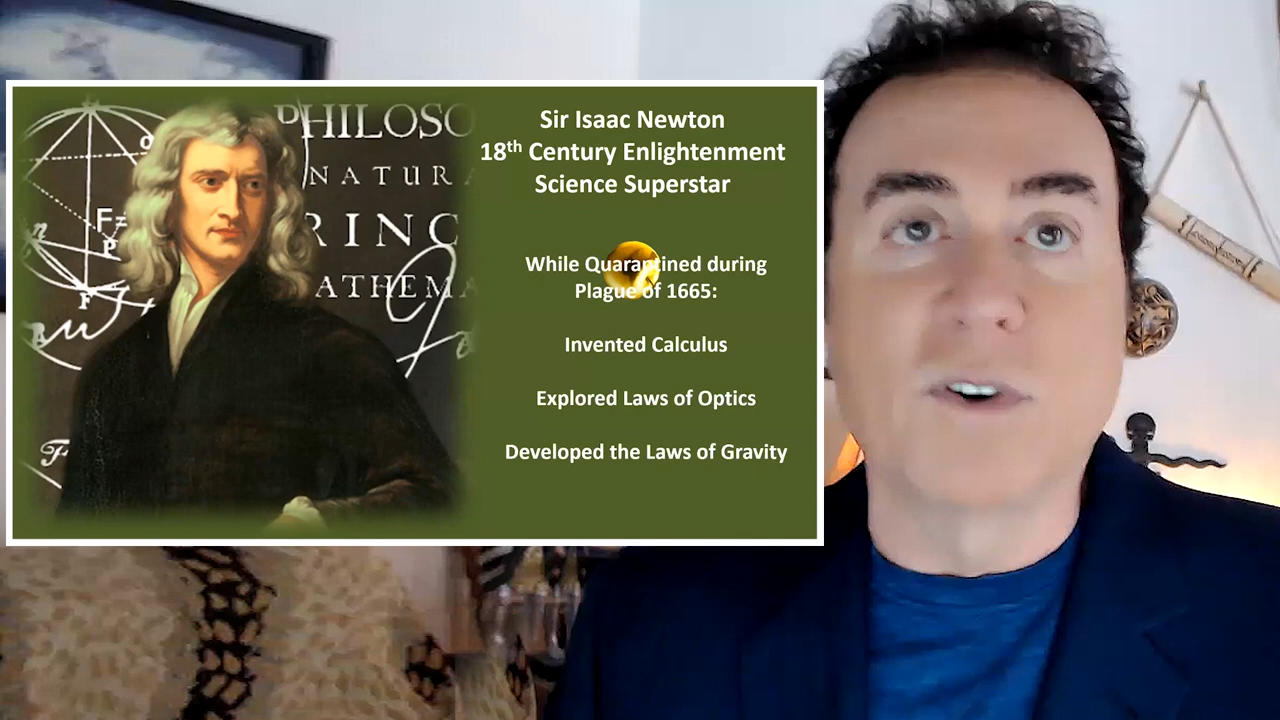 PHILOSO
NATUR
RINC
ATHEMA
F=
P
F
Sir Isaac Newton
18th Century Enlightenment
Science Superstar
While Quarantined during
Plague of 1665:
Invented Calculus
Explored Laws of Optics
Developed the Laws of Gravity